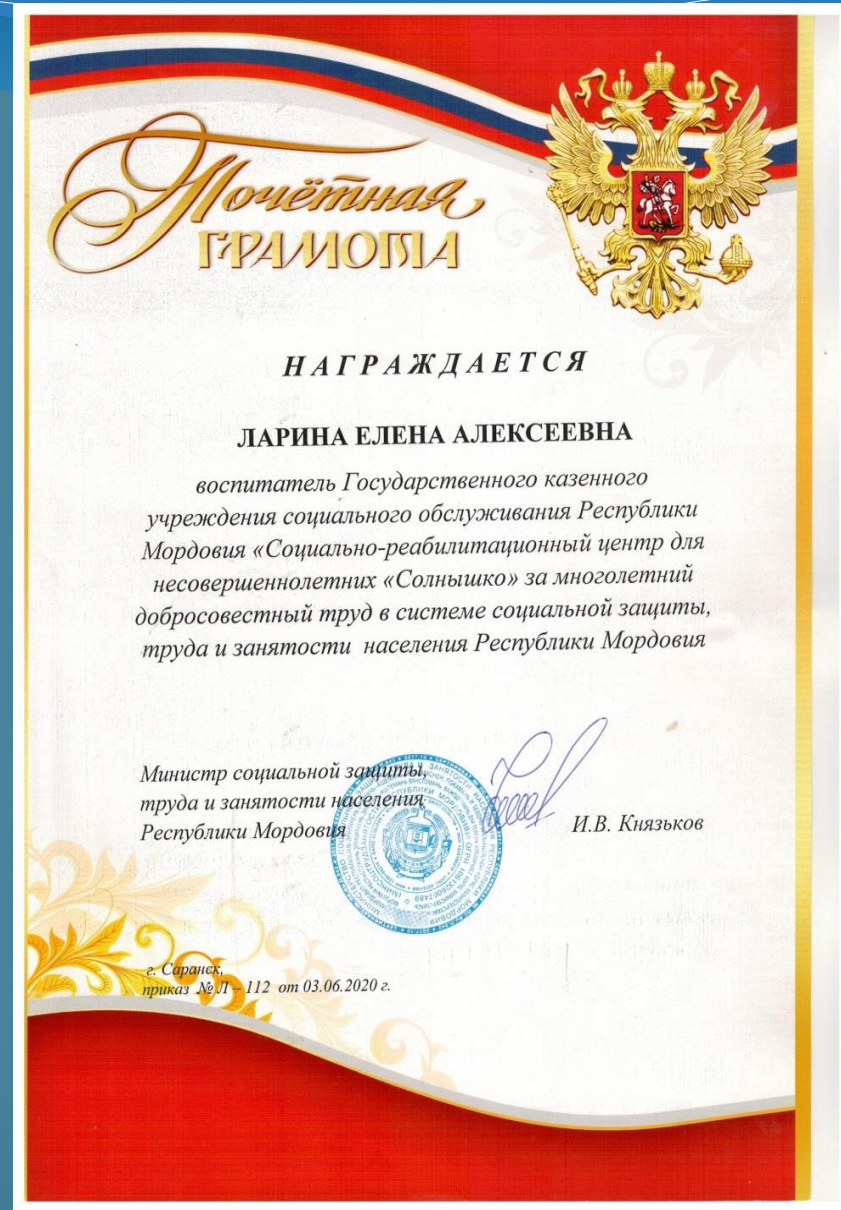 Почётная
ГРАМОТА
НАГРАЖДАЕТСЯ
ЛАРИНА ЕЛЕНА АЛЕКСЕЕВНА
воспитатель Государственного казенного
учреждения социального обслуживания Республики
Мордовия «Социально-реабилитационный центр для
несовершеннолетних «Солнышко» за многолетний
добросовестный труд в системе социальной защиты,
труда и занятости населения Республики Мордовия
Министр социальной защиты,
труда и занятости населения
Республики Мордовия
И.В. Князьков
г. Саранск,
приказ № Л – 112 от 03.06.2020 г.